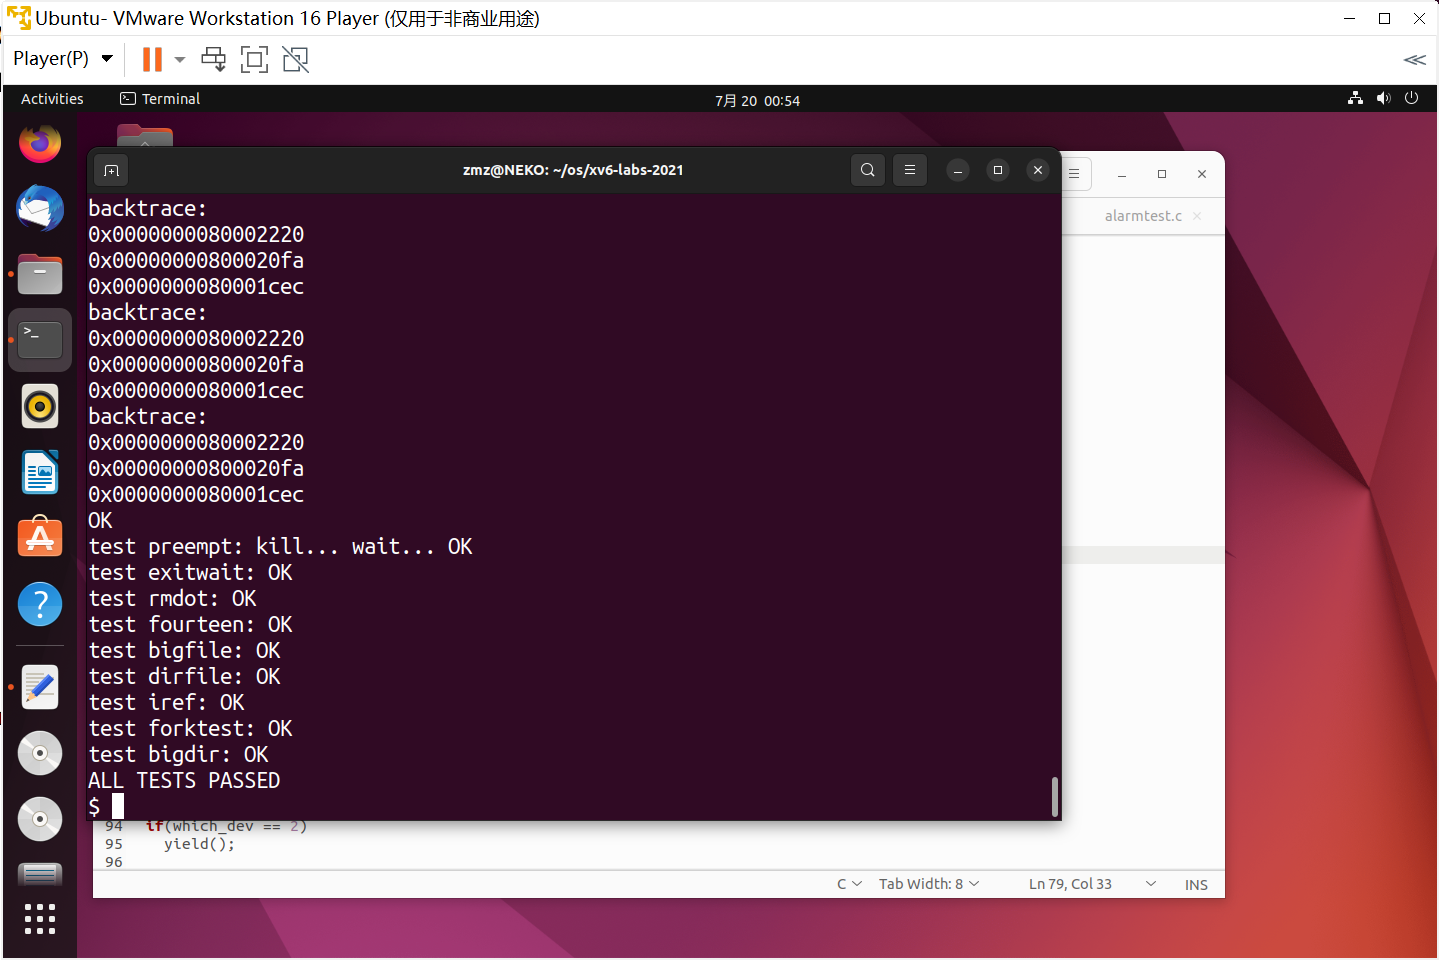 Ubuntu- VMware Workstation 16 Player (仅用于非商业用途)
Player(P)
Activities
Terminal
7月 20 00:54
zmz@NEKO: ~/os/xv6-labs-2021
alarmtest.c
backtrace:
0x0000000080002220
0x00000000800020fa
0x0000000080001cec
backtrace:
0x0000000080002220
0x00000000800020fa
0x0000000080001cec
backtrace:
0x0000000080002220
0x00000000800020fa
0x0000000080001cec
OK
test preempt: kill... wait... OK
test exitwait: OK
test rmdot: OK
test fourteen: OK
test bigfile: OK
test dirfile: OK
test iref: OK
test forktest: OK
test bigdir: OK
ALL TESTS PASSED
$
94 if(which_dev == 2)
95 yield();
96
C Tab Width: 8 Ln 79, Col 33 INS